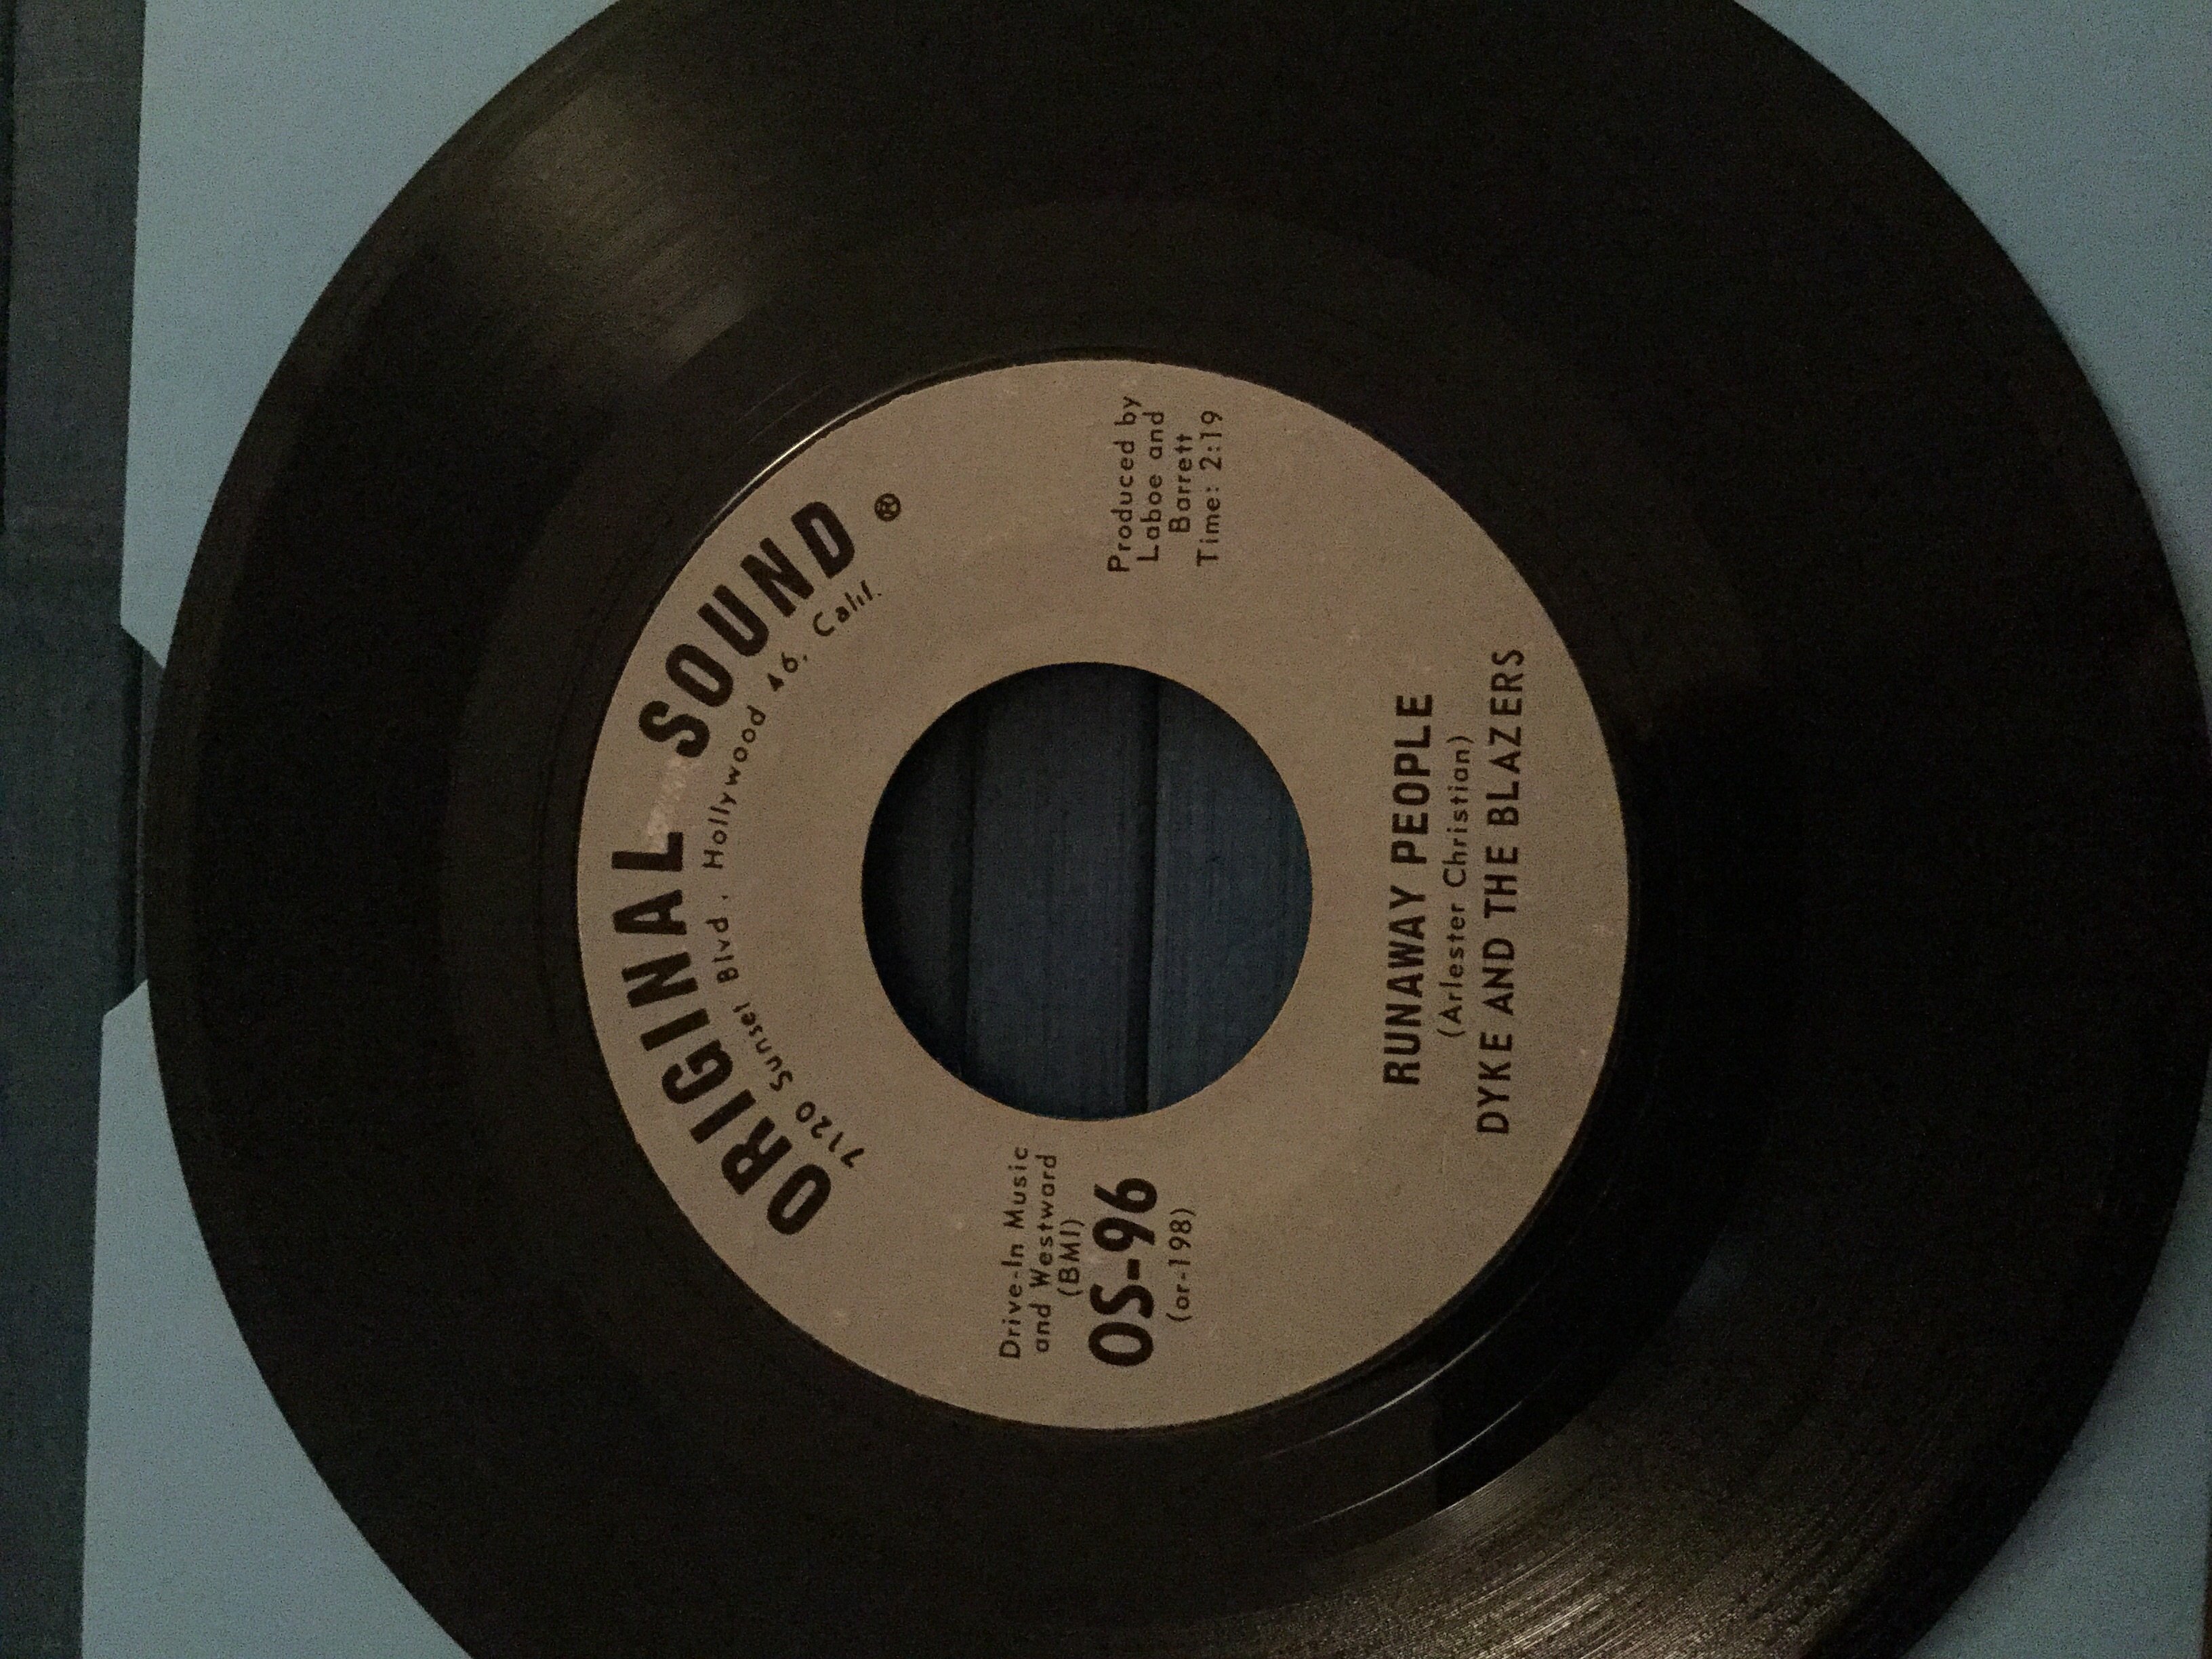 ORIGINAL SOUND ®
7120 Sunset Blvd., Hollywood 46, Calif.
Drive-In Music
and Westward
(BMI)
OS-96
(or-198)
Produced by
Laboe and
Barrett
Time: 2:19
RUNAWAY PEOPLE
(Arlester Christian)
DYKE AND THE BLAZERS